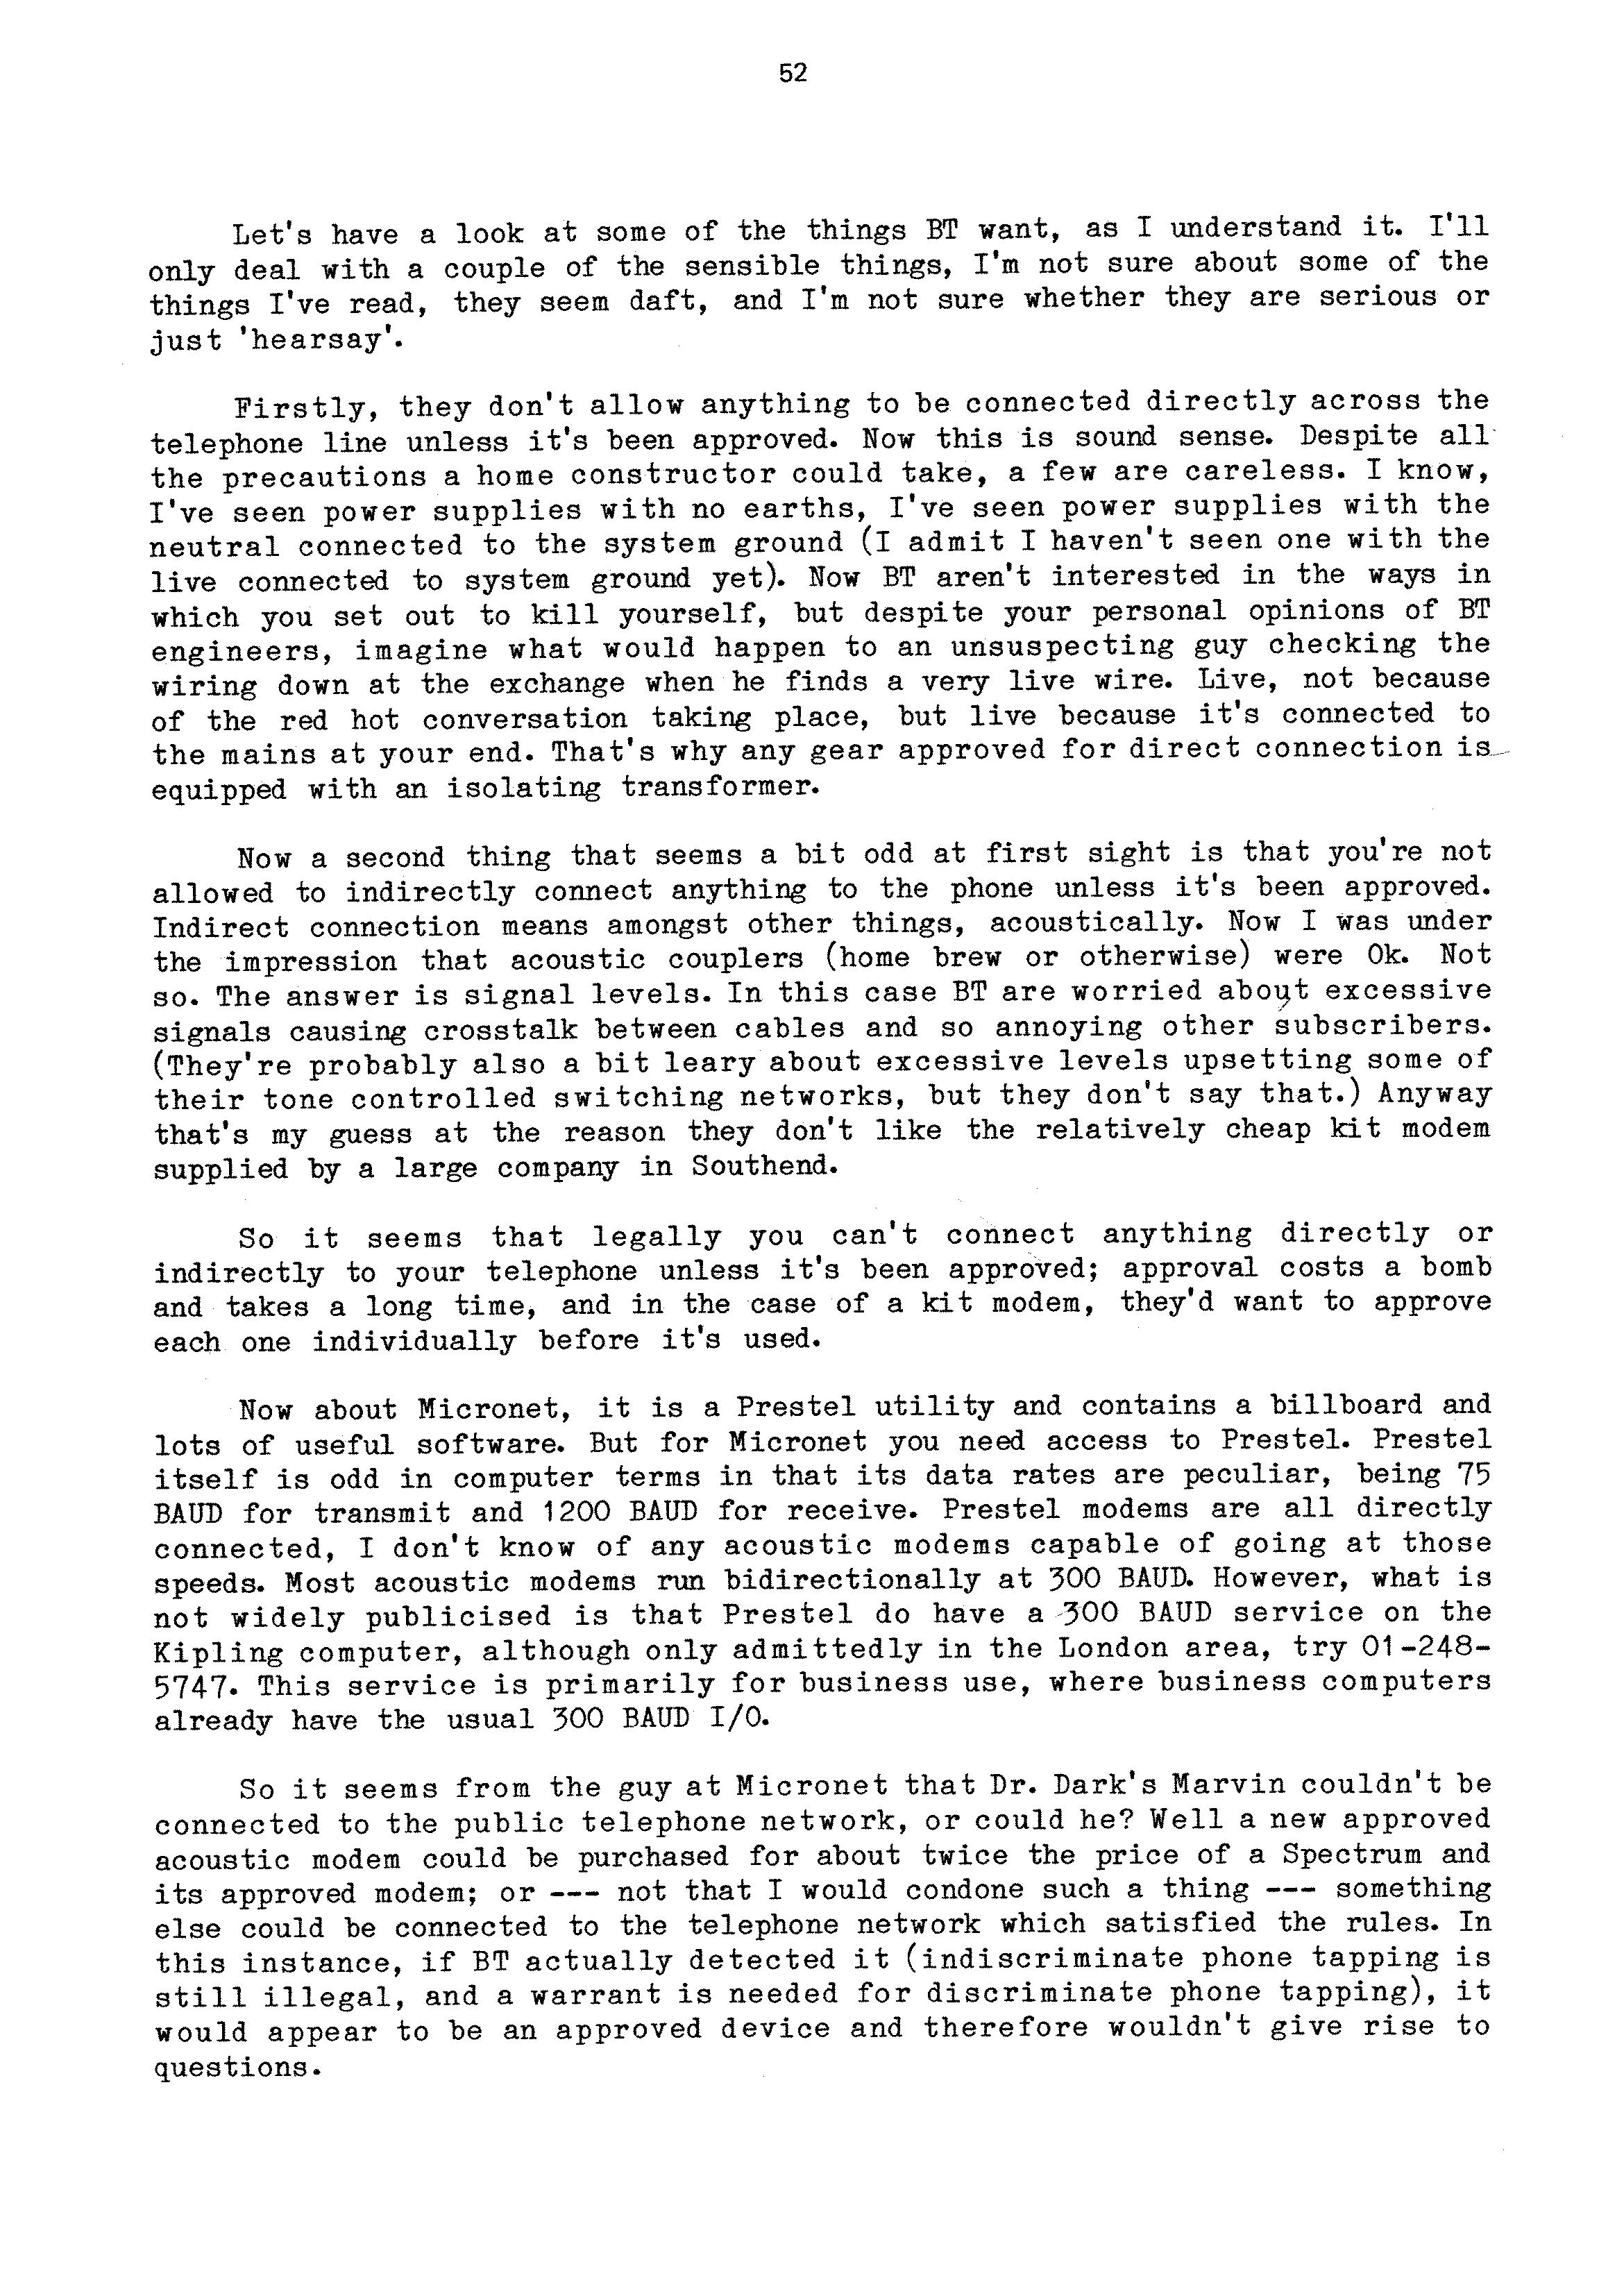 52
Let's have a look at some of the things BT want, as I understand it. I'll
only deal with a couple of the sensible things, I'm not sure about some of the
things I've read, they seem daft, and I'm not sure whether they are serious or
just 'hearsay'.
Firstly, they don't allow anything to be connected directly across the
telephone line unless it's been approved. Now this is sound sense. Despite all
the precautions a home constructor could take, a few are careless. I know,
I've seen power supplies with no earths, I've seen power supplies with the
neutral connected to the system ground (I admit I haven't seen one with the
live connected to system ground yet). Now BT aren't interested in the ways in
which you set out to kill yourself, but despite your personal opinions of BT
engineers, imagine what would happen to an unsuspecting guy checking the
wiring down at the exchange when he finds a very live wire. Live, not because
of the red hot conversation taking place, but live because it's connected to
the mains at your end. That's why any gear approved for direct connection is
equipped with an isolating transformer.
Now a second thing that seems a bit odd at first sight is that you're not
allowed to indirectly connect anything to the phone unless it's been approved.
Indirect connection means amongst other things, acoustically. Now I was under
the impression that acoustic couplers (home brew or otherwise) were Ok. Not
so. The answer is signal levels. In this case BT are worried about excessive
signals causing crosstalk between cables and so annoying other subscribers.
(They're probably also a bit leary about excessive levels upsetting some of
their tone controlled switching networks, but they don't say that.) Anyway
that's my guess at the reason they don't like the relatively cheap kit modem
supplied by a large company in Southend.
So it seems that legally you can't connect anything directly or
indirectly to your telephone unless it's been approved; approval costs a bomb
and takes a long time, and in the case of a kit modem, they'd want to approve
each one individually before it's used.
Now about Micronet, it is a Prestel utility and contains a billboard and
lots of useful software. But for Micronet you need access to Prestel. Prestel
itself is odd in computer terms in that its data rates are peculiar, being 75
BAUD for transmit and 1200 BAUD for receive. Prestel modems are all directly
connected, I don't know of any acoustic modems capable of going at those
speeds. Most acoustic modems run bidirectionally at 300 BAUD. However, what is
not widely publicised is that Prestel do have a 300 BAUD service on the
Kipling computer, although only admittedly in the London area, try 01-248-
5747. This service is primarily for business use, where business computers
already have the usual 300 BAUD I/O.
So it seems from the guy at Micronet that Dr. Dark's Marvin couldn't be
connected to the public telephone network, or could he? Well a new approved
acoustic modem could be purchased for about twice the price of a Spectrum and
its approved modem; or --- not that I would condone such a thing --- something
else could be connected to the telephone network which satisfied the rules. In
this instance, if BT actually detected it (indiscriminate phone tapping is
still illegal, and a warrant is needed for discriminate phone tapping), it
would appear to be an approved device and therefore wouldn't give rise to
questions.